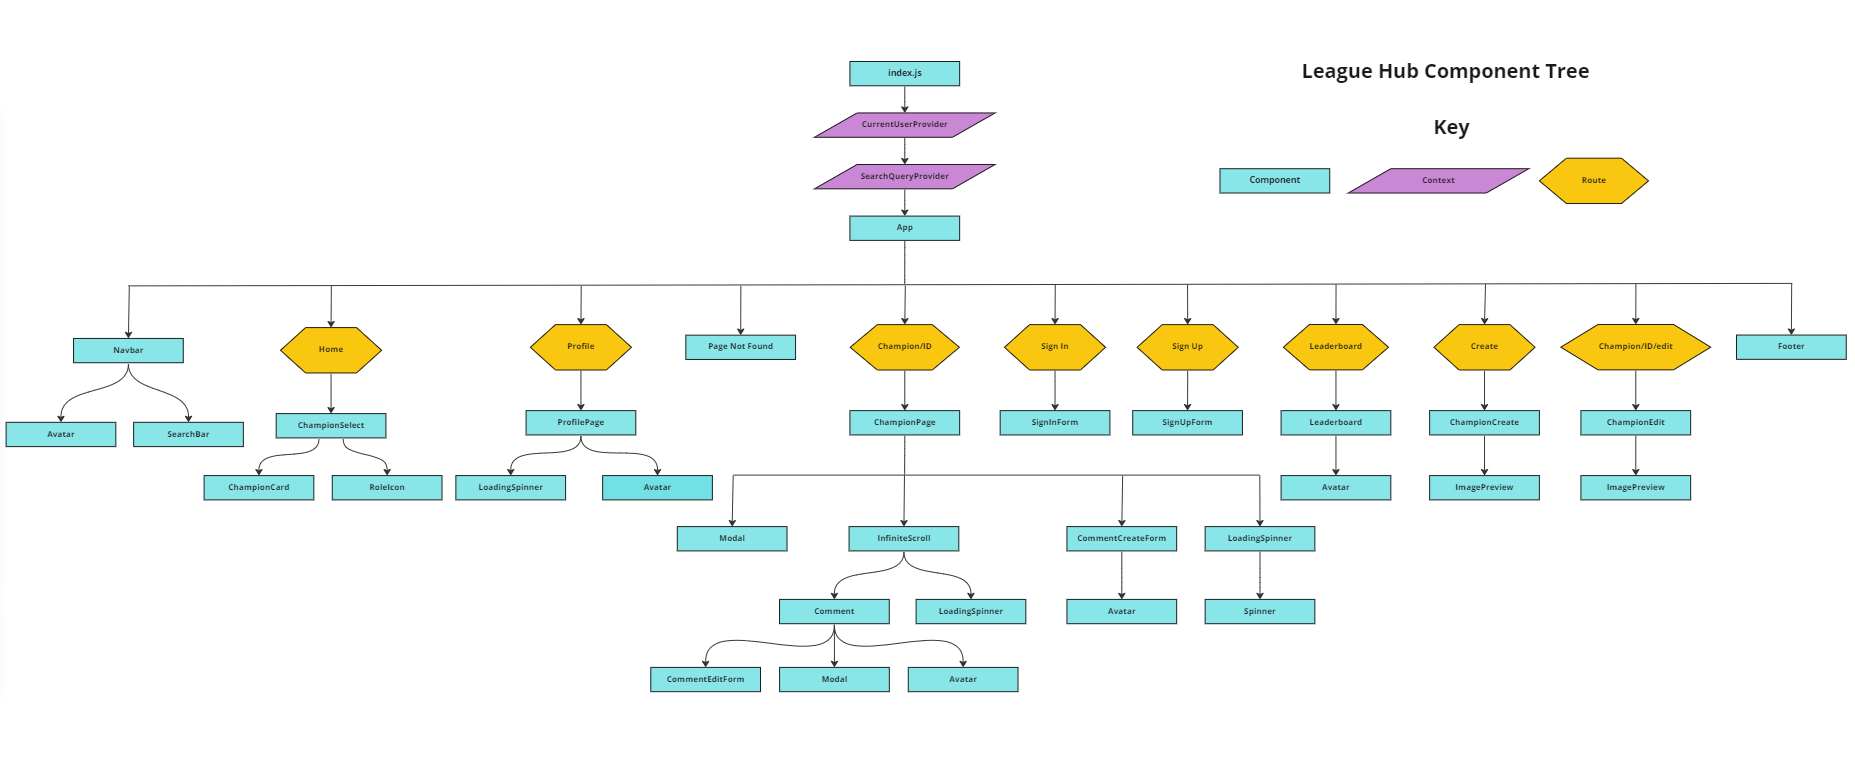 League Hub Component Tree
Key
Component
Context
Route
index.js
CurrentUserProvider
SearchQueryProvider
App
Navbar
Home
Profile
Page Not Found
Champion/ID
Sign In
Sign Up
Leaderboard
Create
Champion/ID/edit
Footer
Avatar
SearchBar
ChampionSelect
ProfilePage
ChampionPage
SignInForm
SignUpForm
Leaderboard
ChampionCreate
ChampionEdit
ChampionCard
RoleIcon
LoadingSpinner
Avatar
Avatar
ImagePreview
ImagePreview
Modal
InfiniteScroll
CommentCreateForm
LoadingSpinner
Comment
LoadingSpinner
Avatar
Spinner
CommentEditForm
Modal
Avatar